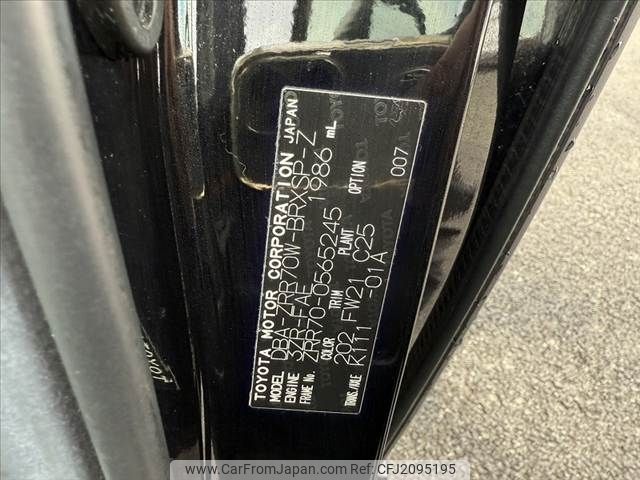 TOYOTA MOTOR CORPORATION JAPAN
MODEL DBA-ZRR70W-BRXSP-Z
ENGINE 3ZR-FAE 1986 mL
FRAME No. ZRR70-0565245
COLOR TRIM PLANT OPTION
202 FW21 C25 007
TRANS./AXLE K111 -01A
www.CarFromJapan.com Ref: CFJ2095195